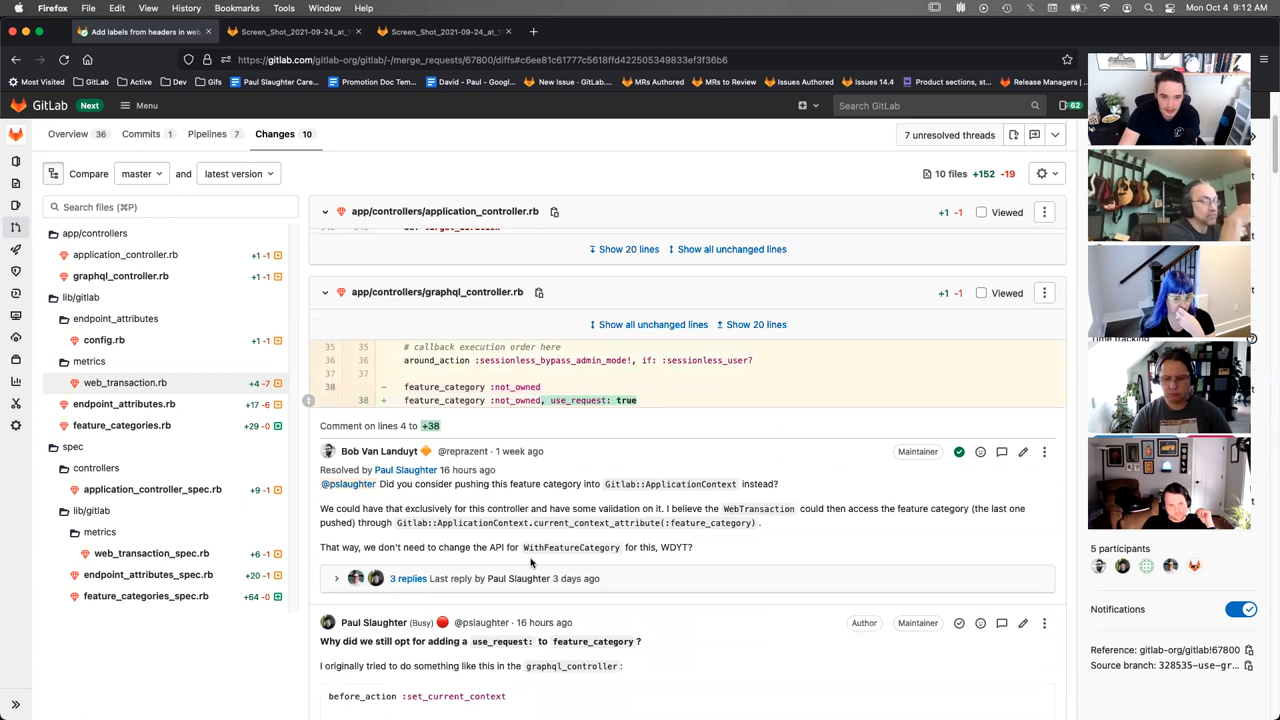 Firefox File Edit View History Bookmarks Tools Window Help Mon Oct 4 9:12 AM
Add labels from headers in web_ Screen_Shot_2021-09-24_at_1 Screen_Shot_2021-09-24_at_
https://gitlab.com/gitlab-org/gitlab/-/merge_requests/67800/diffs#c6ee81c61777c5618ffd422505349833ef3f36b6
Most Visited GitLab Active Dev Gifs Paul Slaughter Care... Promotion Doc Tem... David - Paul - Googl... New Issue · GitLab MRs Authored MRs to Review Issues Authored Issues 14.4 Product sections, st... Release Managers |
GitLab Next Menu Search GitLab 62
Overview 36 Commits 1 Pipelines 7 Changes 10 7 unresolved threads
Compare master and latest version 10 files +152 -19
Search files (⌘P)
app/controllers
application_controller.rb +1 -1
graphql_controller.rb +1 -1
lib/gitlab
endpoint_attributes
config.rb +1 -1
metrics
web_transaction.rb +4 -7
endpoint_attributes.rb +17 -6
feature_categories.rb +29 -0
spec
controllers
application_controller_spec.rb +9 -1
lib/gitlab
metrics
web_transaction_spec.rb +6 -1
endpoint_attributes_spec.rb +20 -1
feature_categories_spec.rb +64 -0
app/controllers/application_controller.rb +1 -1 Viewed
Show 20 lines Show all unchanged lines
app/controllers/graphql_controller.rb +1 -1 Viewed
Show all unchanged lines Show 20 lines
35 35 # callback execution order here
36 36 around_action :sessionless_bypass_admin_mode!, if: :sessionless_user?
37 37
38 - feature_category :not_owned
38 + feature_category :not_owned, use_request: true
Comment on lines 4 to +38
Bob Van Landuyt @reprazent · 1 week ago Maintainer
Resolved by Paul Slaughter 16 hours ago
@pslaughter Did you consider pushing this feature category into Gitlab::ApplicationContext instead?
We could have that exclusively for this controller and have some validation on it. I believe the WebTransaction could then access the feature category (the last one
pushed) through Gitlab::ApplicationContext.current_context_attribute(:feature_category).
That way, we don't need to change the API for WithFeatureCategory for this, WDYT?
3 replies Last reply by Paul Slaughter 3 days ago
Paul Slaughter (Busy) @pslaughter · 16 hours ago Author Maintainer
Why did we still opt for adding a use_request: to feature_category?
I originally tried to do something like this in the graphql_controller:
before_action :set_current_context
Time tracking
5 participants
Notifications
Reference: gitlab-org/gitlab!67800
Source branch: 328535-use-gr...